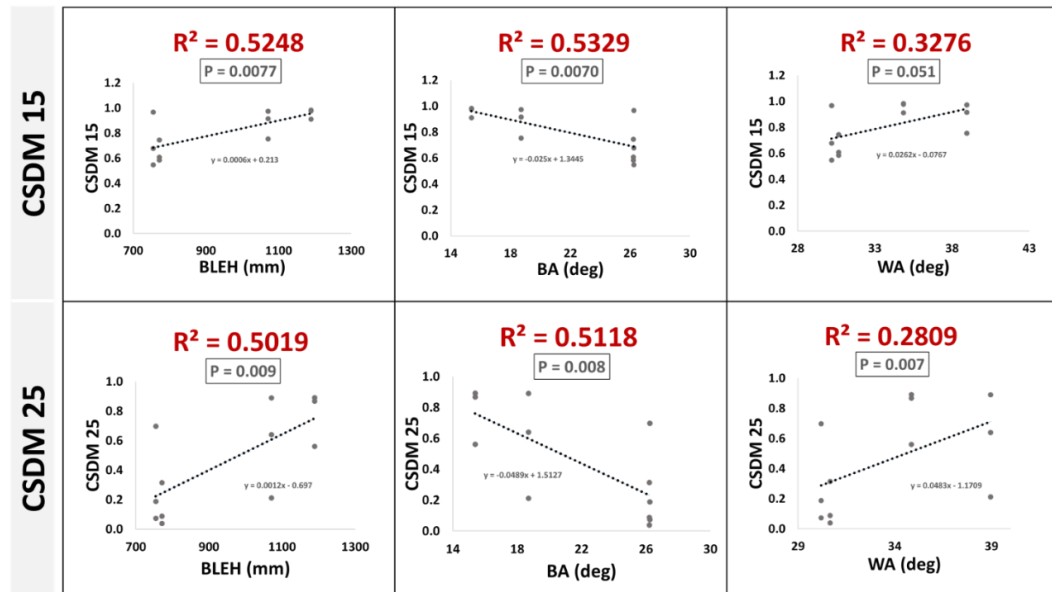 CSDM 15
R² = 0.5248
P = 0.0077
CSDM 15
1.2
1.0
0.8
0.6
0.4
0.2
0.0
y = 0.0006x + 0.213
700 900 1100 1300
BLEH (mm)
R² = 0.5329
P = 0.0070
CSDM 15
1.2
1.0
0.8
0.6
0.4
0.2
0.0
y = -0.025x + 1.3445
14 18 22 26 30
BA (deg)
R² = 0.3276
P = 0.051
CSDM 15
1.2
1.0
0.8
0.6
0.4
0.2
0.0
y = 0.0262x - 0.0767
28 33 38 43
WA (deg)
CSDM 25
R² = 0.5019
P = 0.009
CSDM 25
1.0
0.8
0.6
0.4
0.2
0.0
y = 0.0012x - 0.697
700 900 1100 1300
BLEH (mm)
R² = 0.5118
P = 0.008
CSDM 25
1.0
0.8
0.6
0.4
0.2
0.0
y = -0.0489x + 1.5127
14 18 22 26 30
BA (deg)
R² = 0.2809
P = 0.007
CSDM 25
1.0
0.8
0.6
0.4
0.2
0.0
y = 0.0483x - 1.1709
29 34 39
WA (deg)